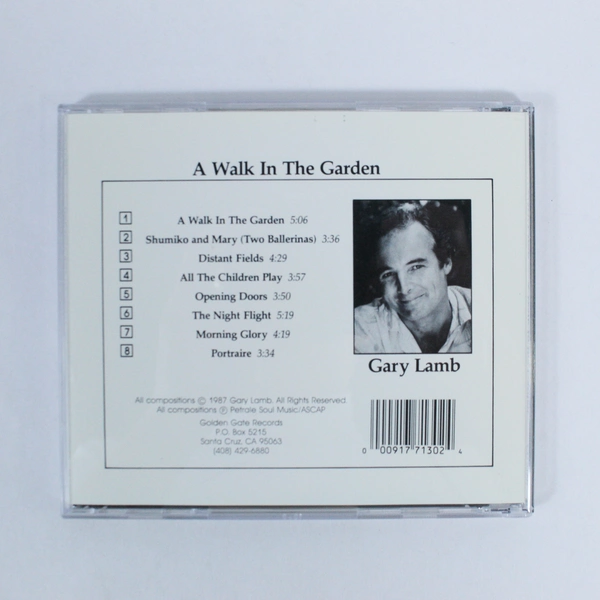 A Walk In The Garden
1 A Walk In The Garden 5:06
2 Shumiko and Mary (Two Ballerinas) 3:36
3 Distant Fields 4:29
4 All The Children Play 3:57
5 Opening Doors 3:50
6 The Night Flight 5:19
7 Morning Glory 4:19
8 Portraire 3:34
Gary Lamb
All compositions © 1987 Gary Lamb. All Rights Reserved
All compositions ℗ Petrale Soul Music/ASCAP
Golden Gate Records
P.O. Box 5215
Santa Cruz, CA 95063
(408) 429-6880
0 00917 71302 4